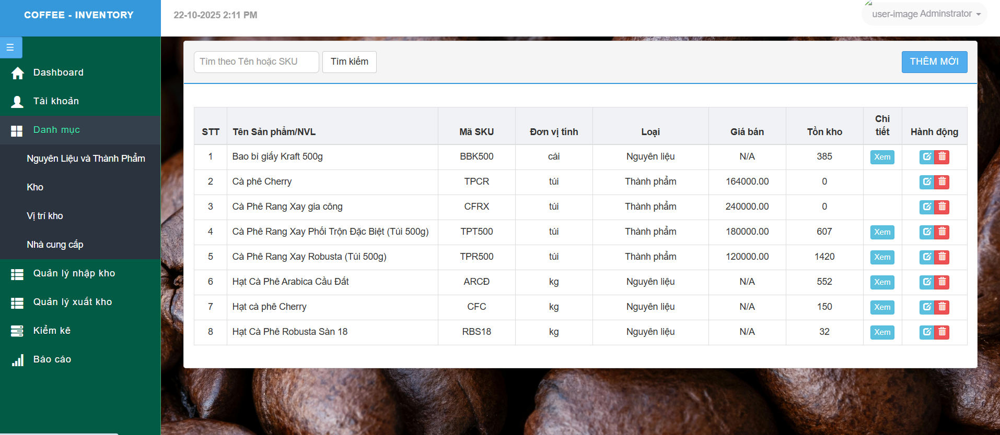 COFFEE - INVENTORY
22-10-2025 2:11 PM
user-image Adminstrator
Dashboard
Tài khoản
Danh mục
Nguyên Liệu và Thành Phẩm
Kho
Vị trí kho
Nhà cung cấp
Quản lý nhập kho
Quản lý xuất kho
Kiểm kê
Báo cáo
Tìm theo Tên hoặc SKU
Tìm kiếm
THÊM MỚI
STT Tên Sản phẩm/NVL Mã SKU Đơn vị tính Loại Giá bán Tồn kho Chi tiết Hành động
1 Bao bì giấy Kraft 500g BBK500 cái Nguyên liệu N/A 385 Xem
2 Cà phê Cherry TPCR túi Thành phẩm 164000.00 0
3 Cà Phê Rang Xay gia công CFRX túi Thành phẩm 240000.00 0
4 Cà Phê Rang Xay Phối Trộn Đặc Biệt (Túi 500g) TPT500 túi Thành phẩm 180000.00 607 Xem
5 Cà Phê Rang Xay Robusta (Túi 500g) TPR500 túi Thành phẩm 120000.00 1420 Xem
6 Hạt Cà Phê Arabica Cầu Đất ARCĐ kg Nguyên liệu N/A 552 Xem
7 Hạt cà phê Cherry CFC kg Nguyên liệu N/A 150 Xem
8 Hạt Cà Phê Robusta Sàn 18 RBS18 kg Nguyên liệu N/A 32 Xem